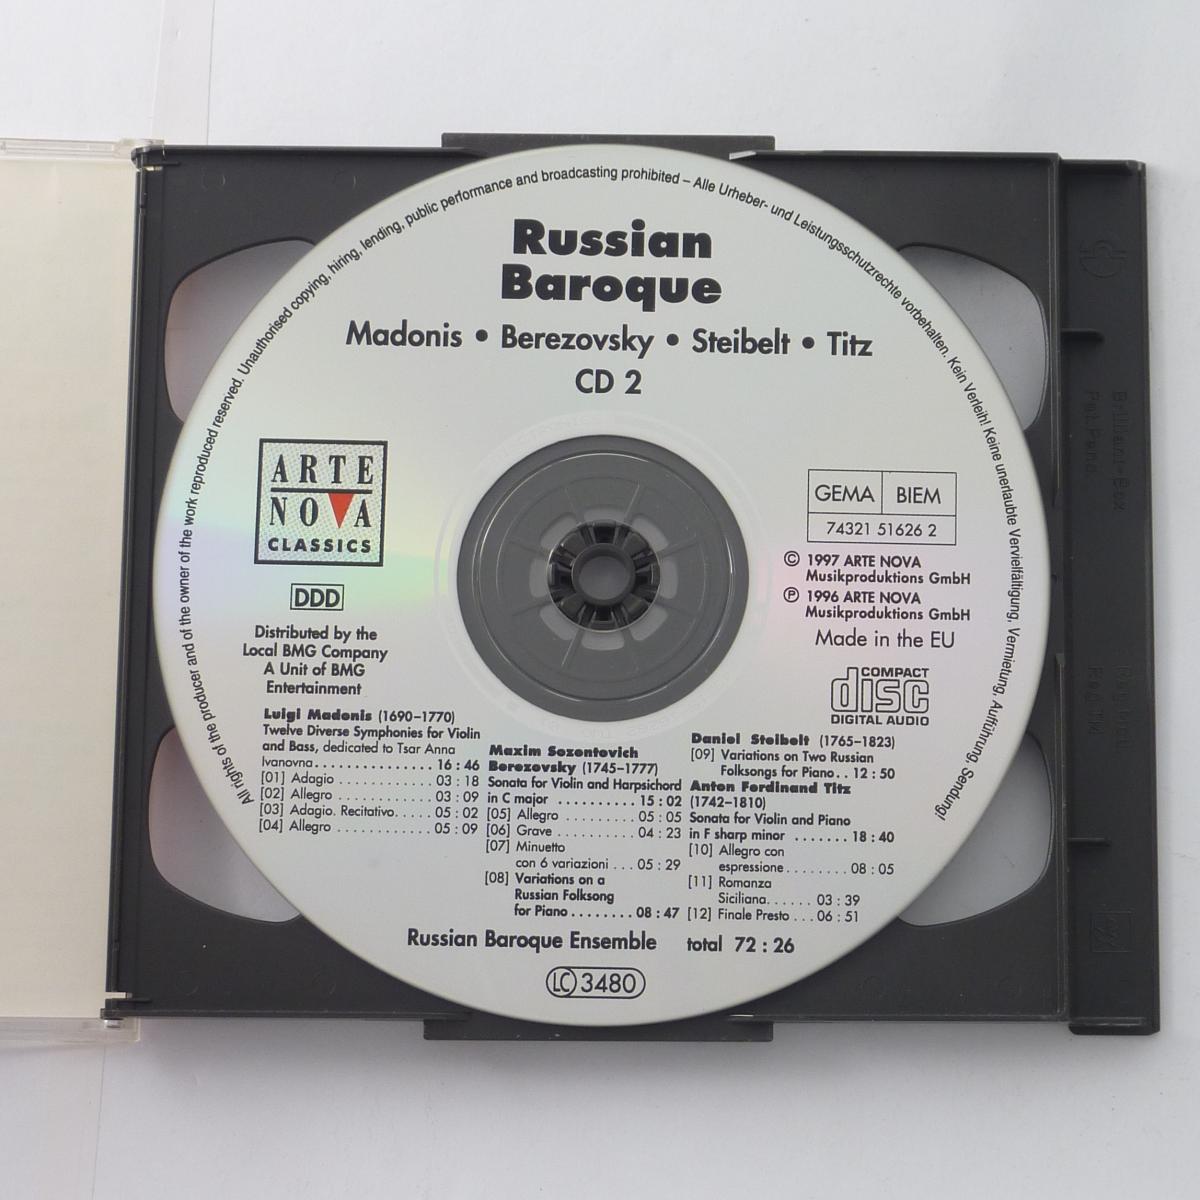 All rights of the producer and of the owner of the work reproduced reserved. Unauthorised copying, hiring, lending, public performance and broadcasting prohibited – Alle Urheber- und Leistungsschutzrechte vorbehalten. Kein Verleih! Keine unerlaubte Vervielfältigung, Vermietung, Aufführung, Sendung!
Russian
Baroque
Madonis • Berezovsky • Steibelt • Titz
CD 2
ARTE
NOVA
CLASSICS
DDD
Distributed by the
Local BMG Company
A Unit of BMG
Entertainment
GEMA BIEM
74321 51626 2
© 1997 ARTE NOVA
Musikproduktions GmbH
℗ 1996 ARTE NOVA
Musikproduktions GmbH
Made in the EU
COMPACT
disc
DIGITAL AUDIO
Luigi Madonis (1690–1770)
Twelve Diverse Symphonies for Violin
and Bass, dedicated to Tsar Anna
Ivanovna.............. 16 : 46
[01] Adagio ............ 03 : 18
[02] Allegro ............ 03 : 09
[03] Adagio. Recitativo..... 05 : 02
[04] Allegro ............ 05 : 09
Maxim Sozontovich
Berezovsky (1745–1777)
Sonata for Violin and Harpsichord
in C major .......... 15 : 02
[05] Allegro ........... 05 : 05
[06] Grave ........... 04 : 23
[07] Minuetto
con 6 variazioni ... 05 : 29
[08] Variations on a
Russian Folksong
for Piano........ 08 : 47
Daniel Steibelt (1765–1823)
[09] Variations on Two Russian
Folksongs for Piano.. 12 : 50
Anton Ferdinand Titz
(1742–1810)
Sonata for Violin and Piano
in F sharp minor ....... 18 : 40
[10] Allegro con
espressione........ 08 : 05
[11] Romanza
Siciliana...... 03 : 39
[12] Finale Presto ... 06 : 51
Russian Baroque Ensemble total 72 : 26
LC 3480
Brilliant-Box
Pat.Pend.